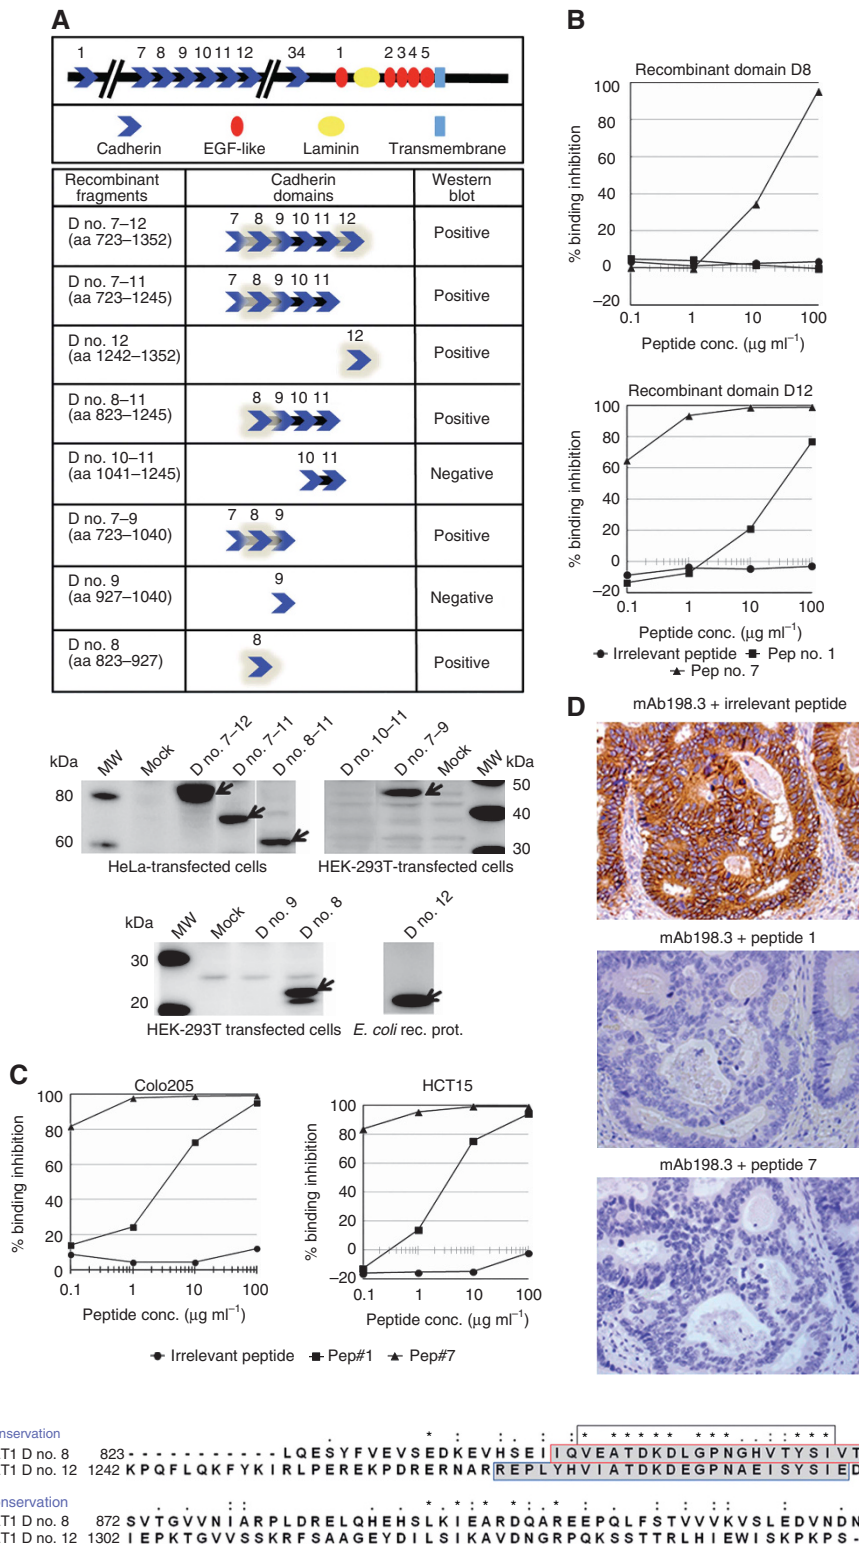 A
1 7 8 9 10 11 12 34 1 2 3 4 5
Cadherin EGF-like Laminin Transmembrane
Recombinant fragments Cadherin domains Western blot
D no. 7–12 (aa 723–1352) 7 8 9 10 11 12 Positive
D no. 7–11 (aa 723–1245) 7 8 9 10 11 Positive
D no. 12 (aa 1242–1352) 12 Positive
D no. 8–11 (aa 823–1245) 8 9 10 11 Positive
D no. 10–11 (aa 1041–1245) 10 11 Negative
D no. 7–9 (aa 723–1040) 7 8 9 Positive
D no. 9 (aa 927–1040) 9 Negative
D no. 8 (aa 823–927) 8 Positive
kDa MW Mock D no. 7–12 D no. 7–11 D no. 8–11 D no. 10–11 D no. 7–9 Mock MW kDa
80
60
50
40
30
HeLa-transfected cells HEK-293T-transfected cells
kDa MW Mock D no. 9 D no. 8 D no. 12
30
20
HEK-293T transfected cells E. coli rec. prot.
B
Recombinant domain D8
% binding inhibition
100
80
60
40
20
0
–20
0.1 1 10 100
Peptide conc. (μg ml–1)
Recombinant domain D12
% binding inhibition
100
80
60
40
20
0
–20
0.1 1 10 100
Peptide conc. (μg ml–1)
Irrelevant peptide Pep no. 1
Pep no. 7
C
Colo205
% binding inhibition
100
80
60
40
20
0
0.1 1 10 100
Peptide conc. (μg ml–1)
HCT15
% binding inhibition
100
80
60
40
20
0
–20
0.1 1 10 100
Peptide conc. (μg ml–1)
Irrelevant peptide Pep#1 Pep#7
D
mAb198.3 + irrelevant peptide
mAb198.3 + peptide 1
mAb198.3 + peptide 7
nservation
T1 D no. 8 823 - - - - - - - - - - - LQESYFVEVSEDKEVHSEIIQVEATDKDLGPNGHVTYSIVT
T1 D no. 12 1242 KPQFLQKFYKIRLPEREKPDRERNARREPLYHVIATDKDEGPNAEISYSIED
nservation
T1 D no. 8 872 SVTGVVNIARPLDRELQHEHSLKIEARDQAREEPQLFSTVVVKVSLEDVNDN
T1 D no. 12 1302 IEPKTGVVSSKRFSAAGEYDILSIKAVDNGRPQKSSTTRLHIEWISKPKPS-